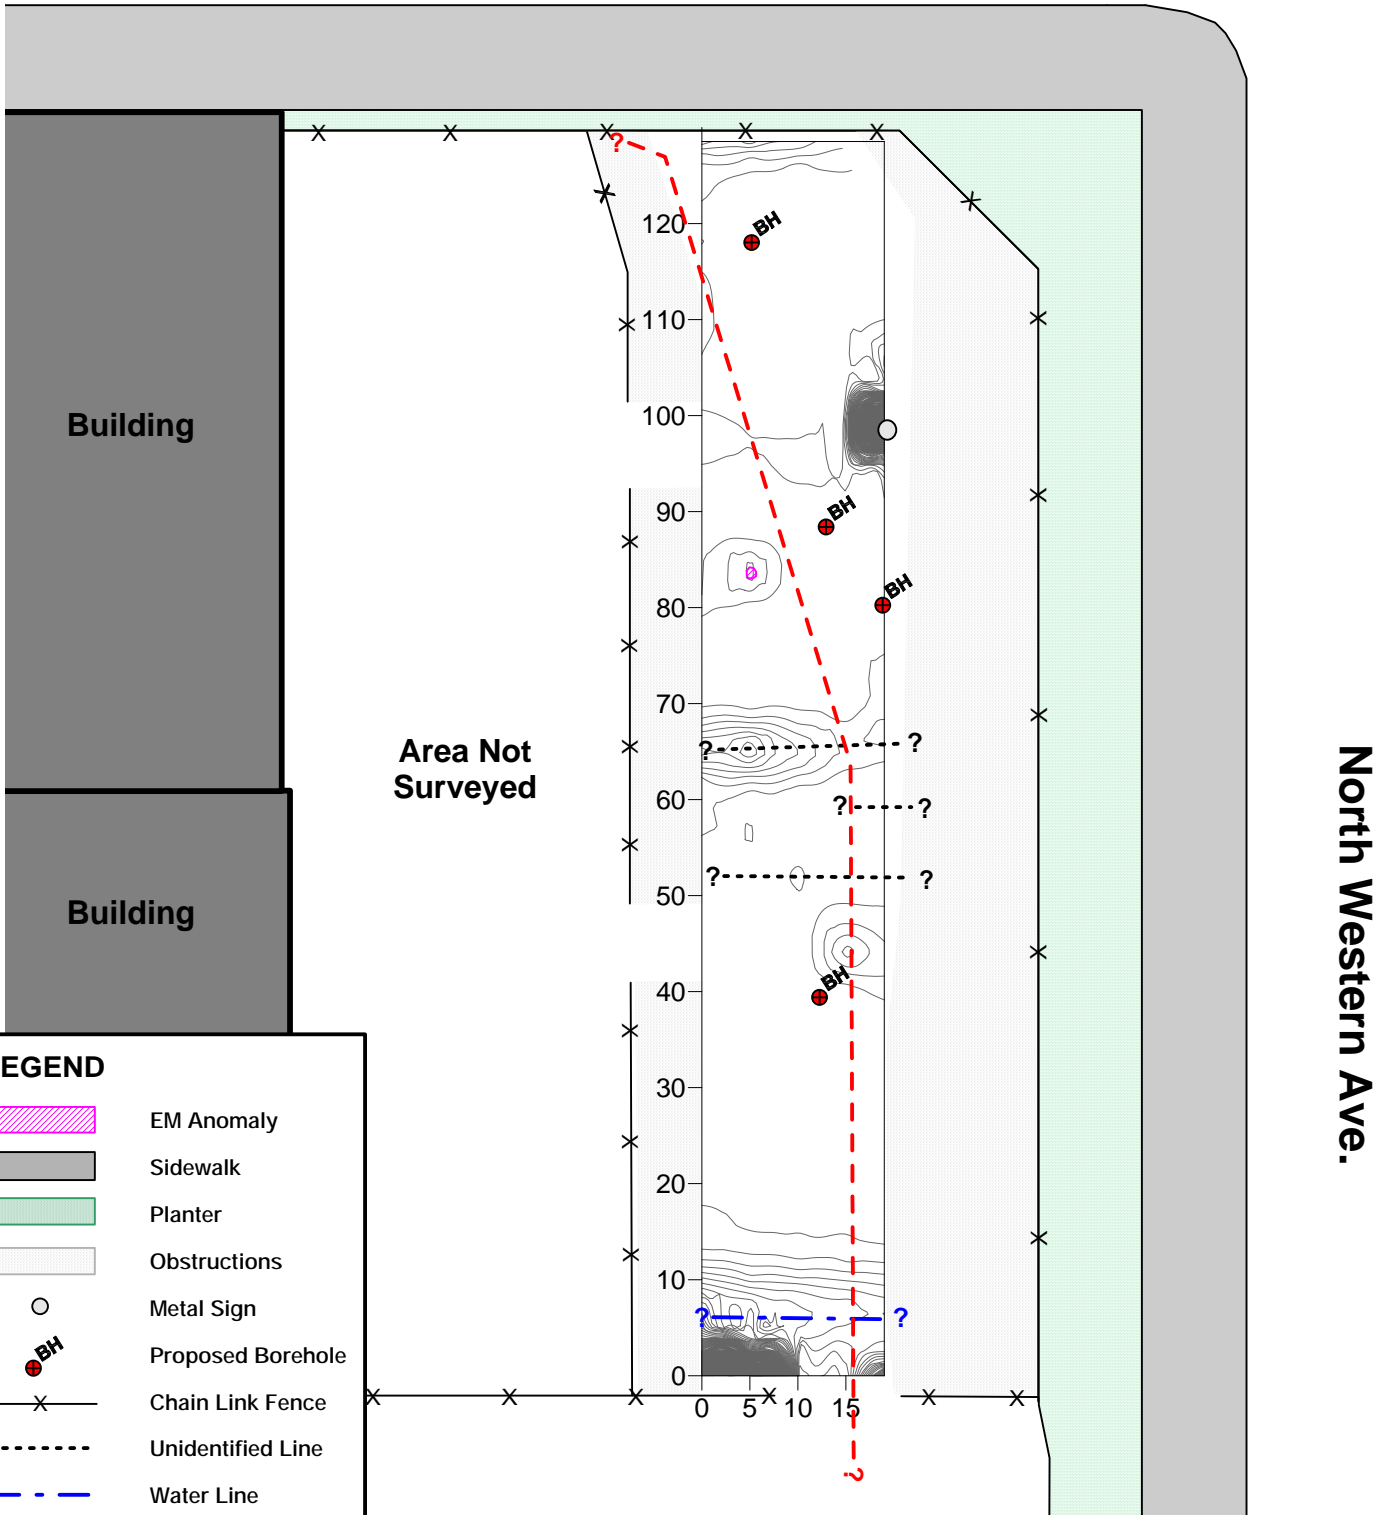 ?
120
BH
110
Building
100
90
BH
80
BH
70
Area Not
Surveyed
? ?
60
? ?
? ?
50
Building
40
BH
30
20
10
? ?
0
0 5 10 15
?
North Western Ave.
EGEND
EM Anomaly
Sidewalk
Planter
Obstructions
Metal Sign
BH Proposed Borehole
X Chain Link Fence
Unidentified Line
Water Line